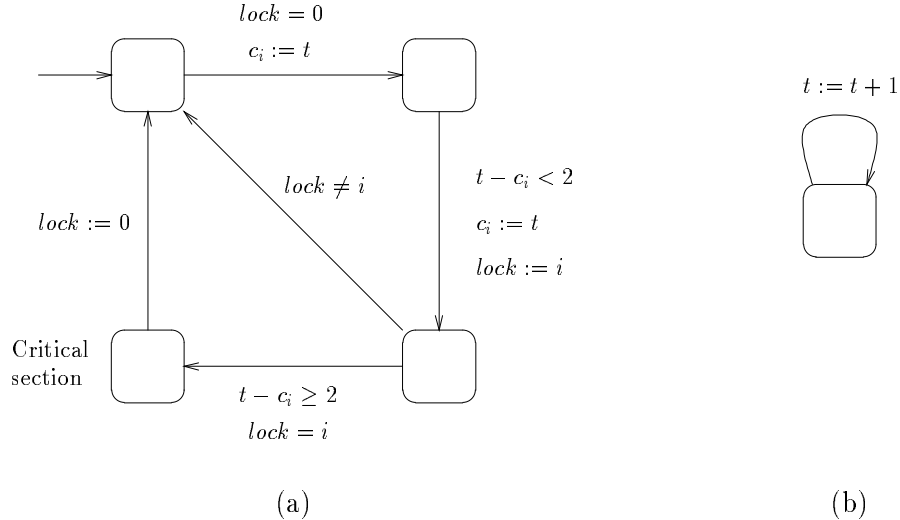 lock = 0
c_i := t
t := t + 1
t − c_i < 2
lock ≠ i
lock := 0
c_i := t
lock := i
Critical
section
t − c_i ≥ 2
lock = i
(a)
(b)